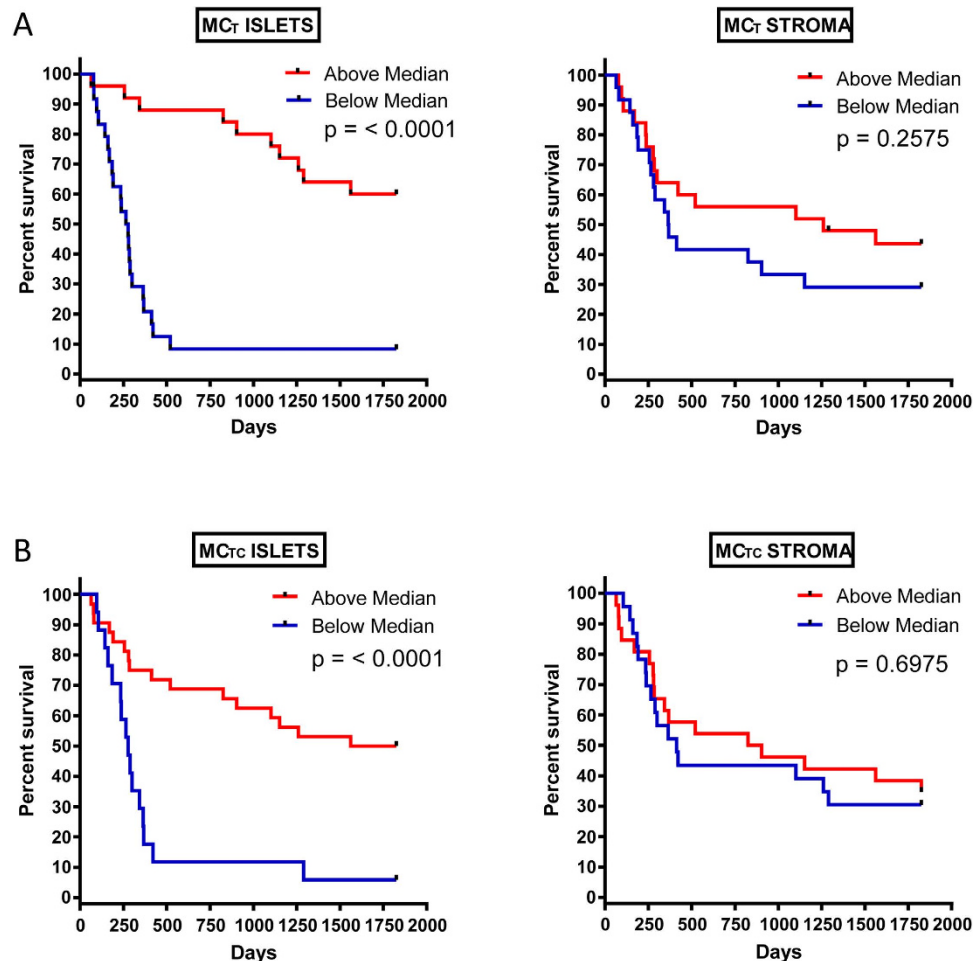 A
MCT ISLETS
Above Median
Below Median
p = < 0.0001
Percent survival
100
90
80
70
60
50
40
30
20
10
0
0 250 500 750 1000 1250 1500 1750 2000
Days
MCT STROMA
Above Median
Below Median
p = 0.2575
Percent survival
100
90
80
70
60
50
40
30
20
10
0
0 250 500 750 1000 1250 1500 1750 2000
Days
B
MCTC ISLETS
Above Median
Below Median
p = < 0.0001
Percent survival
100
90
80
70
60
50
40
30
20
10
0
0 250 500 750 1000 1250 1500 1750 2000
Days
MCTC STROMA
Above Median
Below Median
p = 0.6975
Percent survival
100
90
80
70
60
50
40
30
20
10
0
0 250 500 750 1000 1250 1500 1750 2000
Days